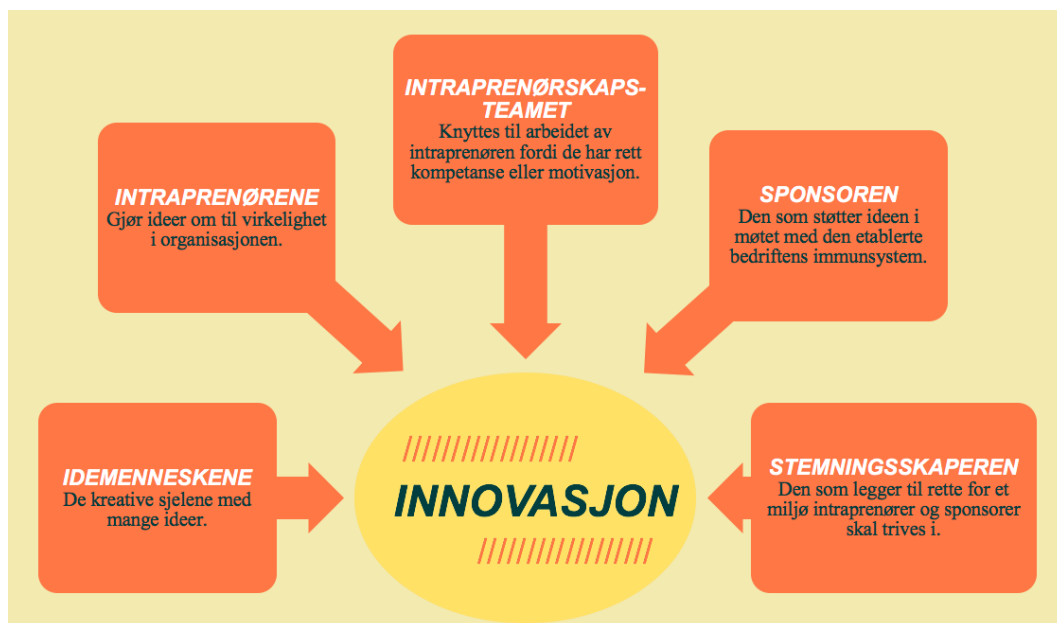 INTRAPRENØRSKAPS-
TEAMET
Knyttes til arbeidet av
intraprenøren fordi de har rett
kompetanse eller motivasjon.
INTRAPRENØRENE
Gjør ideer om til virkelighet
i organisasjonen.
SPONSOREN
Den som støtter ideen i
møtet med den etablerte
bedriftens immunsystem.
IDEMENNESKENE
De kreative sjelene med
mange ideer.
INNOVASJON
STEMNINGSSKAPEREN
Den som legger til rette for et
miljø intraprenører og sponsorer
skal trives i.